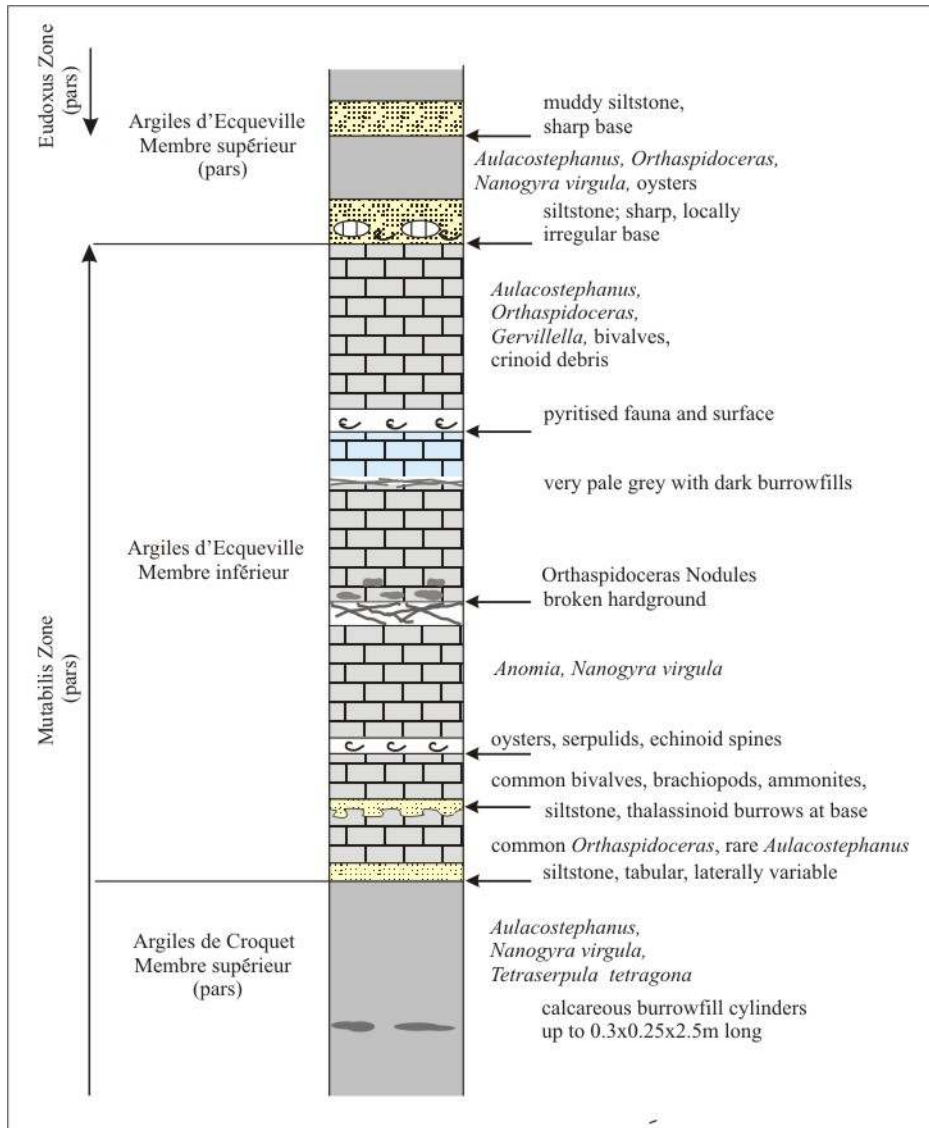 Eudoxus Zone
(pars)
Argiles d'Ecqueville
Membre supérieur
(pars)
muddy siltstone,
sharp base
Aulacostephanus, Orthaspidoceras,
Nanogyra virgula, oysters
siltstone; sharp, locally
irregular base
Mutabilis Zone
(pars)
Argiles d'Ecqueville
Membre inférieur
Aulacostephanus,
Orthaspidoceras,
Gervillella, bivalves,
crinoid debris
pyritised fauna and surface
very pale grey with dark burrowfills
Orthaspidoceras Nodules
broken hardground
Anomia, Nanogyra virgula
oysters, serpulids, echinoid spines
common bivalves, brachiopods, ammonites,
siltstone, thalassinoid burrows at base
common Orthaspidoceras, rare Aulacostephanus
siltstone, tabular, laterally variable
Argiles de Croquet
Membre supérieur
(pars)
Aulacostephanus,
Nanogyra virgula,
Tetraserpula tetragona
calcareous burrowfill cylinders
up to 0.3x0.25x2.5m long